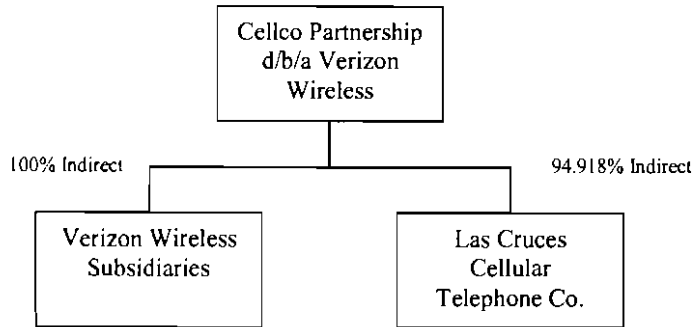 Cellco Partnership
d/b/a Verizon
Wireless
100% Indirect
94.918% Indirect
Verizon Wireless
Subsidiaries
Las Cruces
Cellular
Telephone Co.